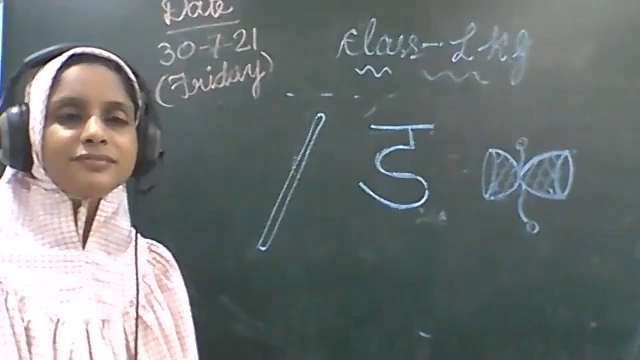 Date
30-7-21
(Friday)
Class- LKG
ड